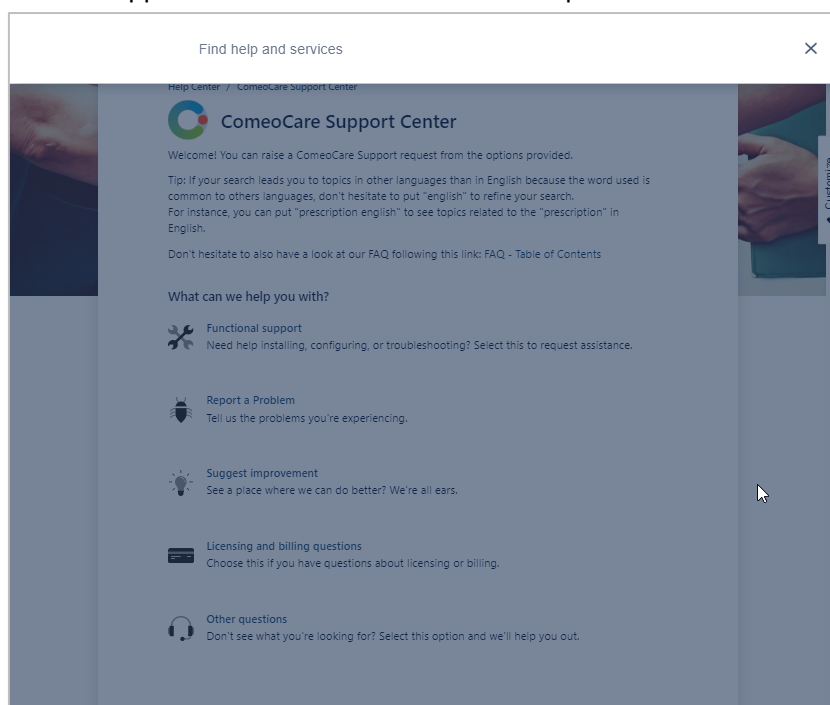 Find help and services
Help Center / ComeoCare Support Center
ComeoCare Support Center
Welcome! You can raise a ComeoCare Support request from the options provided.
Tip: If your search leads you to topics in other languages than in English because the word used is
common to others languages, don't hesitate to put "english" to refine your search.
For instance, you can put "prescription english" to see topics related to the "prescription" in
English.
Don't hesitate to also have a look at our FAQ following this link: FAQ - Table of Contents
What can we help you with?
Functional support
Need help installing, configuring, or troubleshooting? Select this to request assistance.
Report a Problem
Tell us the problems you're experiencing.
Suggest improvement
See a place where we can do better? We're all ears.
Licensing and billing questions
Choose this if you have questions about licensing or billing.
Other questions
Don't see what you're looking for? Select this option and we'll help you out.
Customize